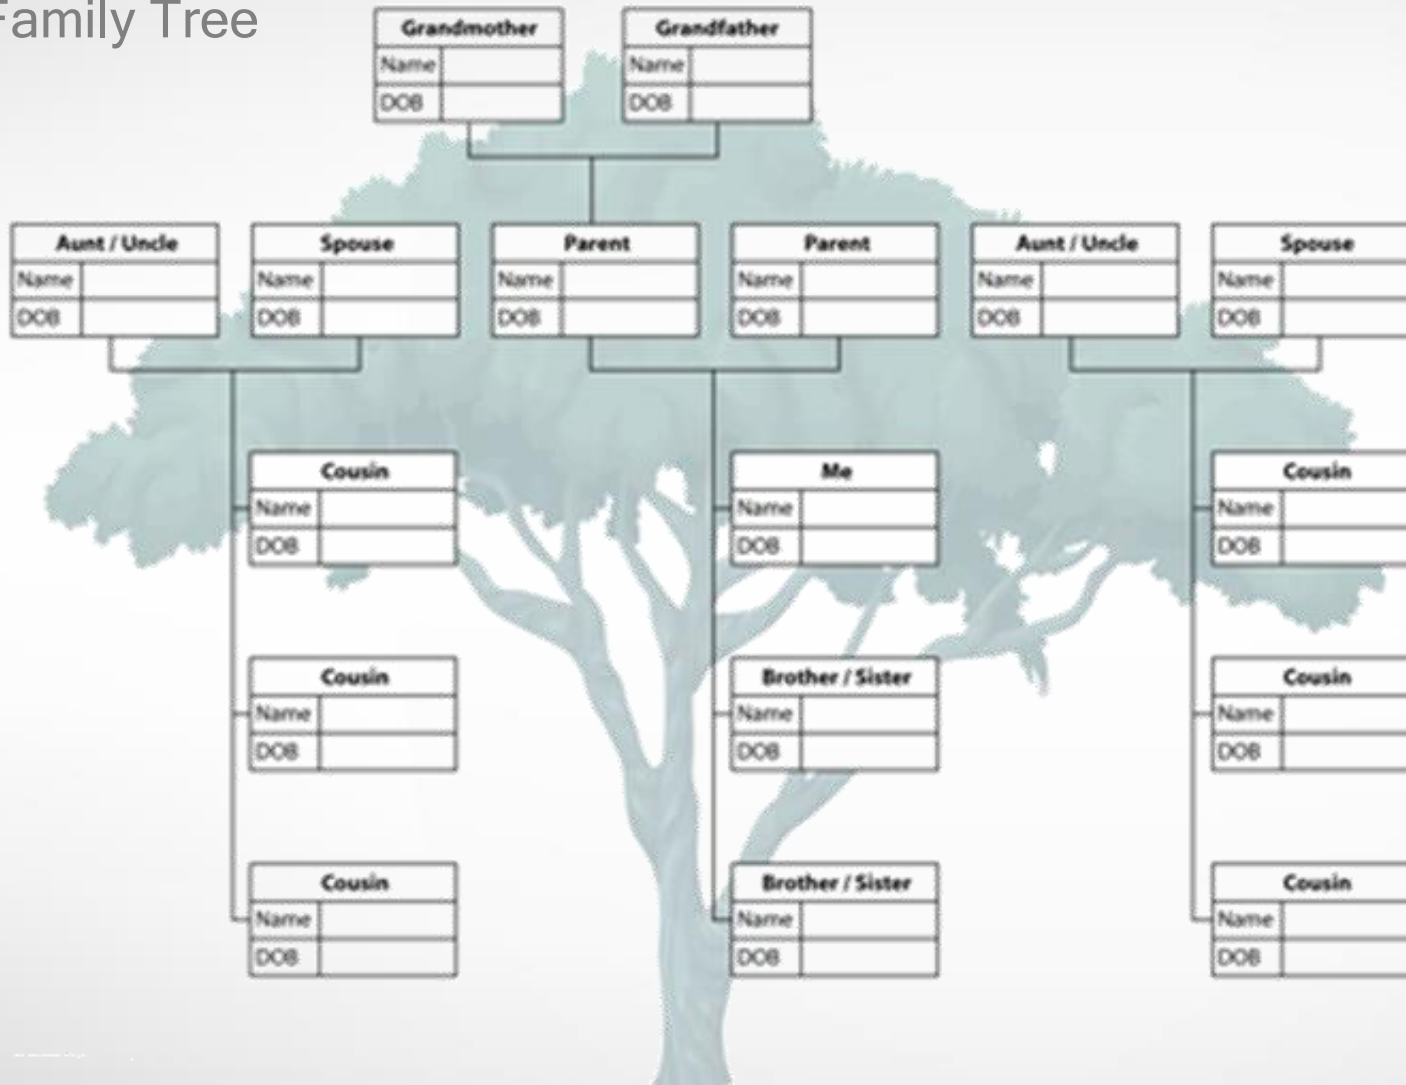 Family Tree
Grandmother Grandfather
Name Name
DOB DOB
Aunt / Uncle Spouse Parent Parent Aunt / Uncle Spouse
Name Name Name Name Name Name
DOB DOB DOB DOB DOB DOB
Cousin Me Cousin
Name Name Name
DOB DOB DOB
Cousin Brother / Sister Cousin
Name Name Name
DOB DOB DOB
Cousin Brother / Sister Cousin
Name Name Name
DOB DOB DOB